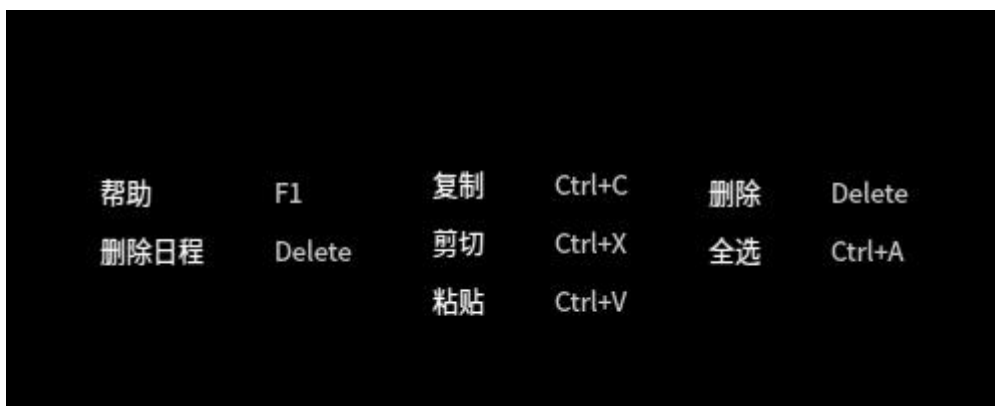 帮助 F1
删除日程 Delete
复制 Ctrl+C
剪切 Ctrl+X
粘贴 Ctrl+V
删除 Delete
全选 Ctrl+A